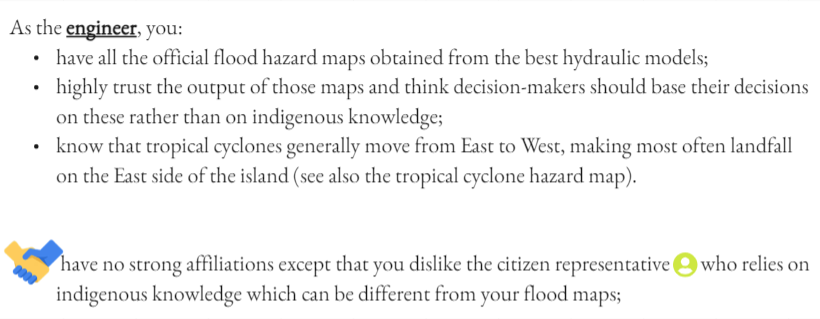 As the engineer, you:
• have all the official flood hazard maps obtained from the best hydraulic models;
• highly trust the output of those maps and think decision-makers should base their decisions
on these rather than on indigenous knowledge;
• know that tropical cyclones generally move from East to West, making most often landfall
on the East side of the island (see also the tropical cyclone hazard map).
have no strong affiliations except that you dislike the citizen representative who relies on
indigenous knowledge which can be different from your flood maps;